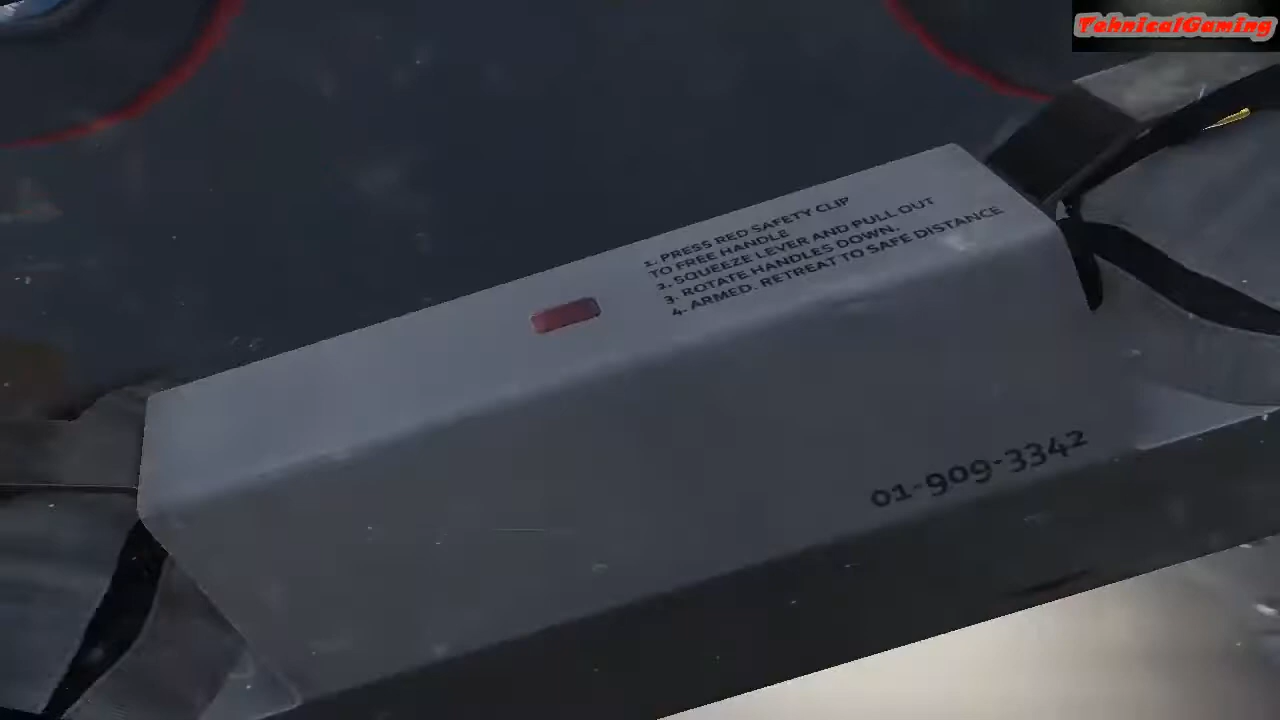 TehnicalGaming
1. PRESS RED SAFETY CLIP
TO FREE HANDLE
2. SQUEEZE LEVER AND PULL OUT
3. ROTATE HANDLES DOWN.
4. ARMED. RETREAT TO SAFE DISTANCE
01-909-3342